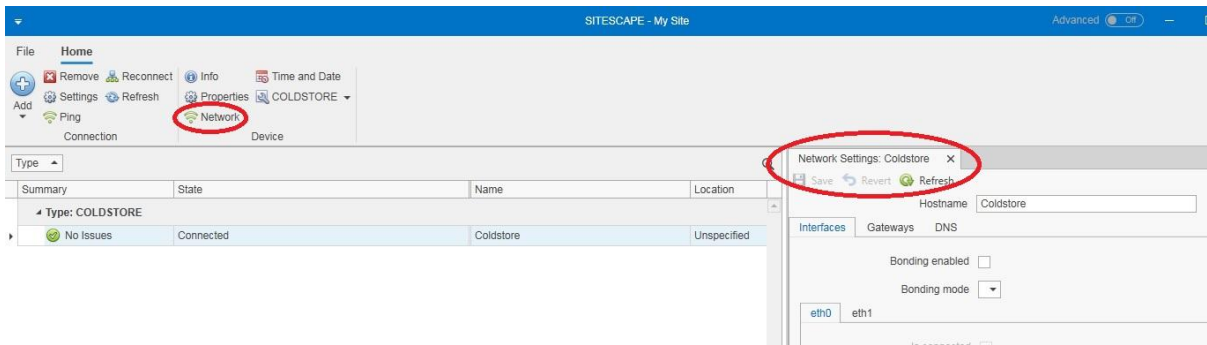 SITESCAPE - My Site
Advanced Off
File Home
Remove Reconnect Info Time and Date
Add Settings Refresh Properties COLDSTORE
Ping Network
Connection Device
Type
Network Settings: Coldstore X
Save Revert Refresh
Summary State Name Location
Hostname Coldstore
Type: COLDSTORE
Interfaces Gateways DNS
No Issues Connected Coldstore Unspecified
Bonding enabled
Bonding mode
eth0 eth1